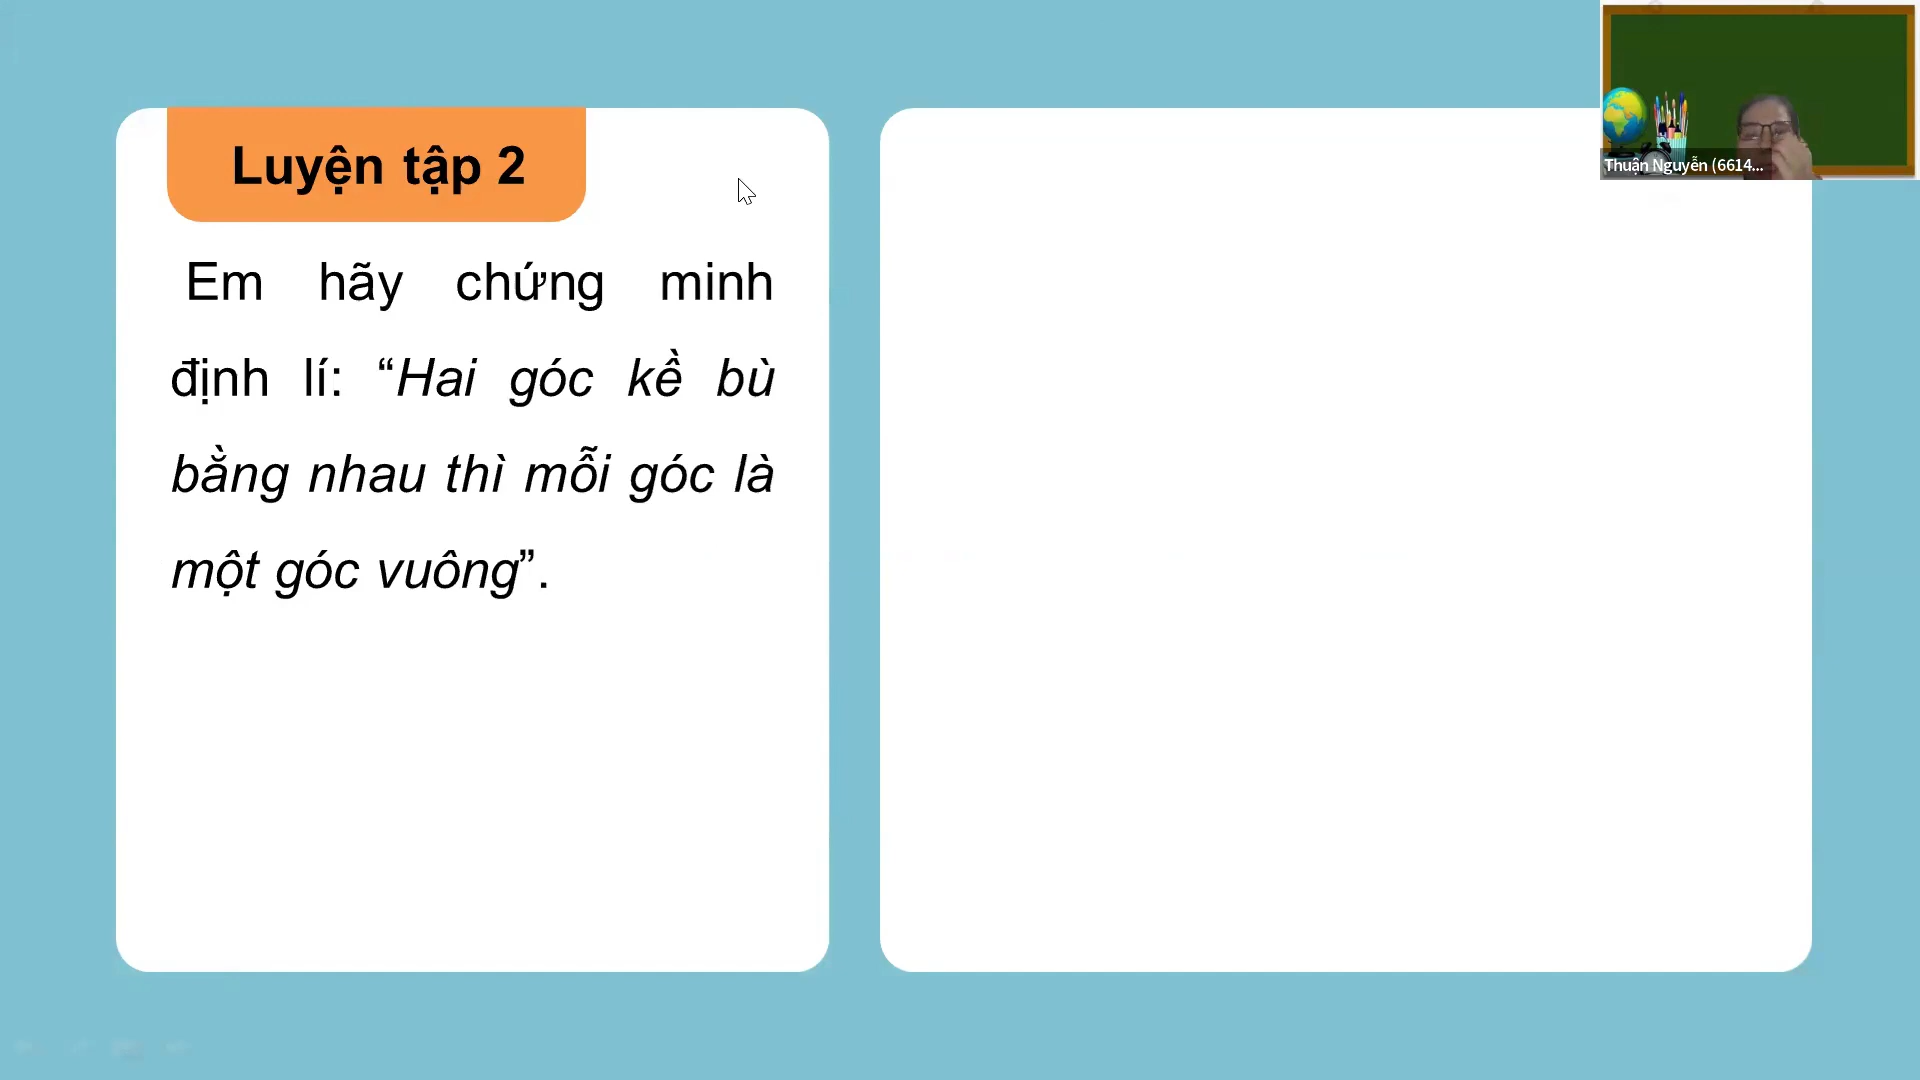 Luyện tập 2
Em hãy chứng minh
định lí: “Hai góc kề bù
bằng nhau thì mỗi góc là
một góc vuông”.
Thuận Nguyễn (6614...